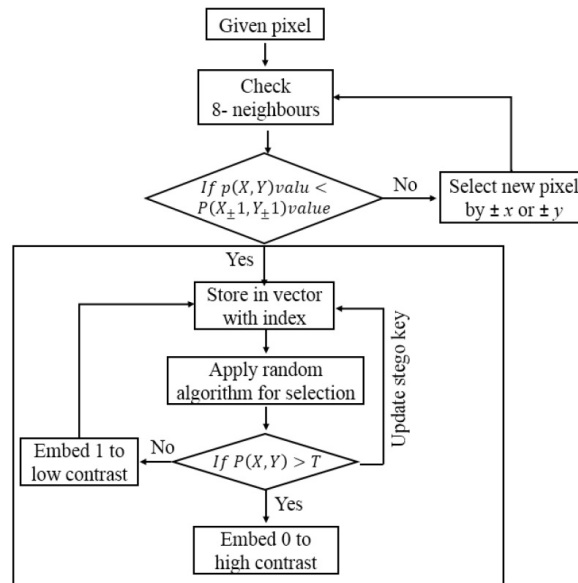 Given pixel
Check
8- neighbours
If p(X,Y)valu <
P(X±1,Y±1)value
No
Select new pixel
by ± x or ± y
Yes
Store in vector
with index
Update stego key
Apply random
algorithm for selection
If P(X,Y) > T
No
Embed 1 to
low contrast
Yes
Embed 0 to
high contrast